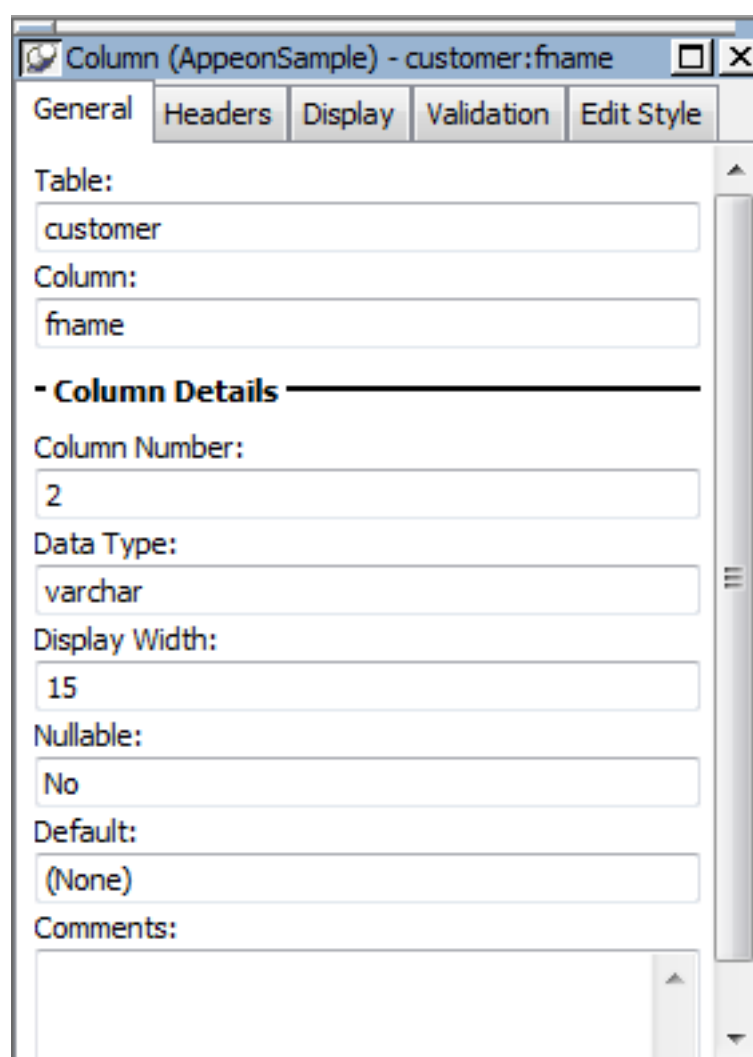 Column (AppeonSample) - customer:fname
General Headers Display Validation Edit Style
Table:
customer
Column:
fname
- Column Details
Column Number:
2
Data Type:
varchar
Display Width:
15
Nullable:
No
Default:
(None)
Comments: